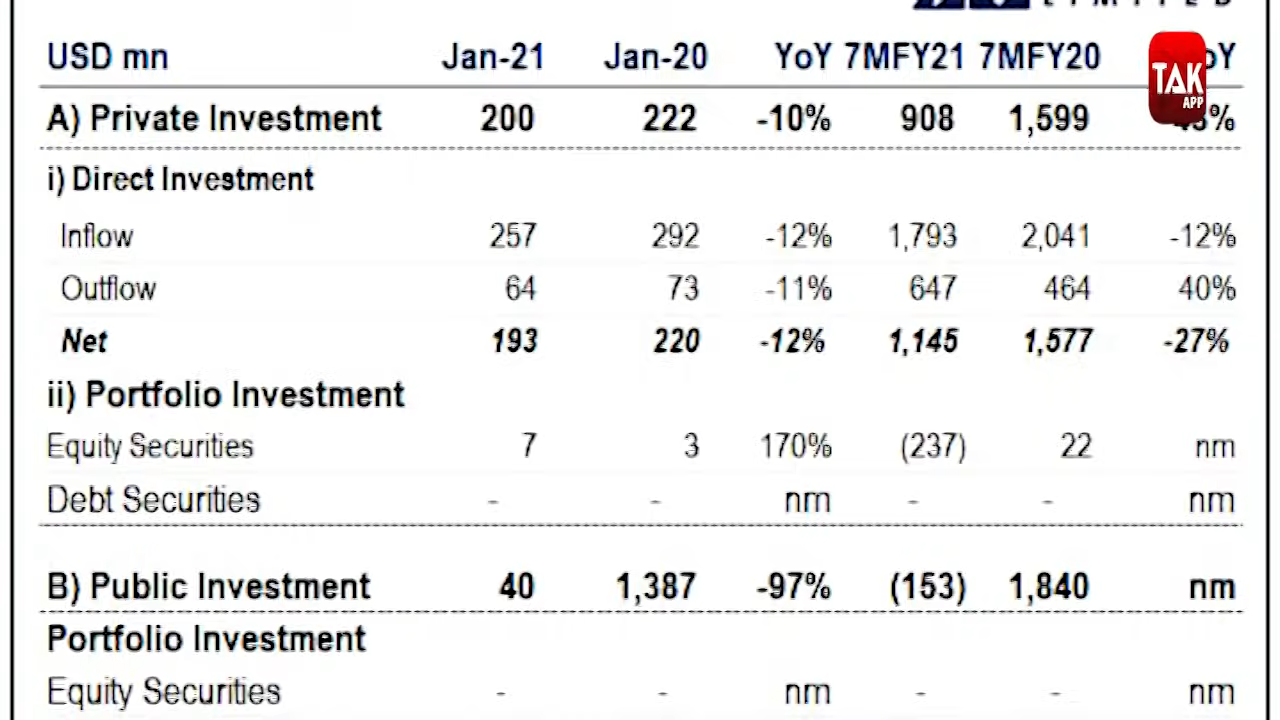 LIMITED
USD mn Jan-21 Jan-20 YoY 7MFY21 7MFY20
TAK
APP
A) Private Investment 200 222 -10% 908 1,599
i) Direct Investment
Inflow 257 292 -12% 1,793 2,041 -12%
Outflow 64 73 -11% 647 464 40%
Net 193 220 -12% 1,145 1,577 -27%
ii) Portfolio Investment
Equity Securities 7 3 170% (237) 22 nm
Debt Securities - - nm - - nm
B) Public Investment 40 1,387 -97% (153) 1,840 nm
Portfolio Investment
Equity Securities - - nm - - nm